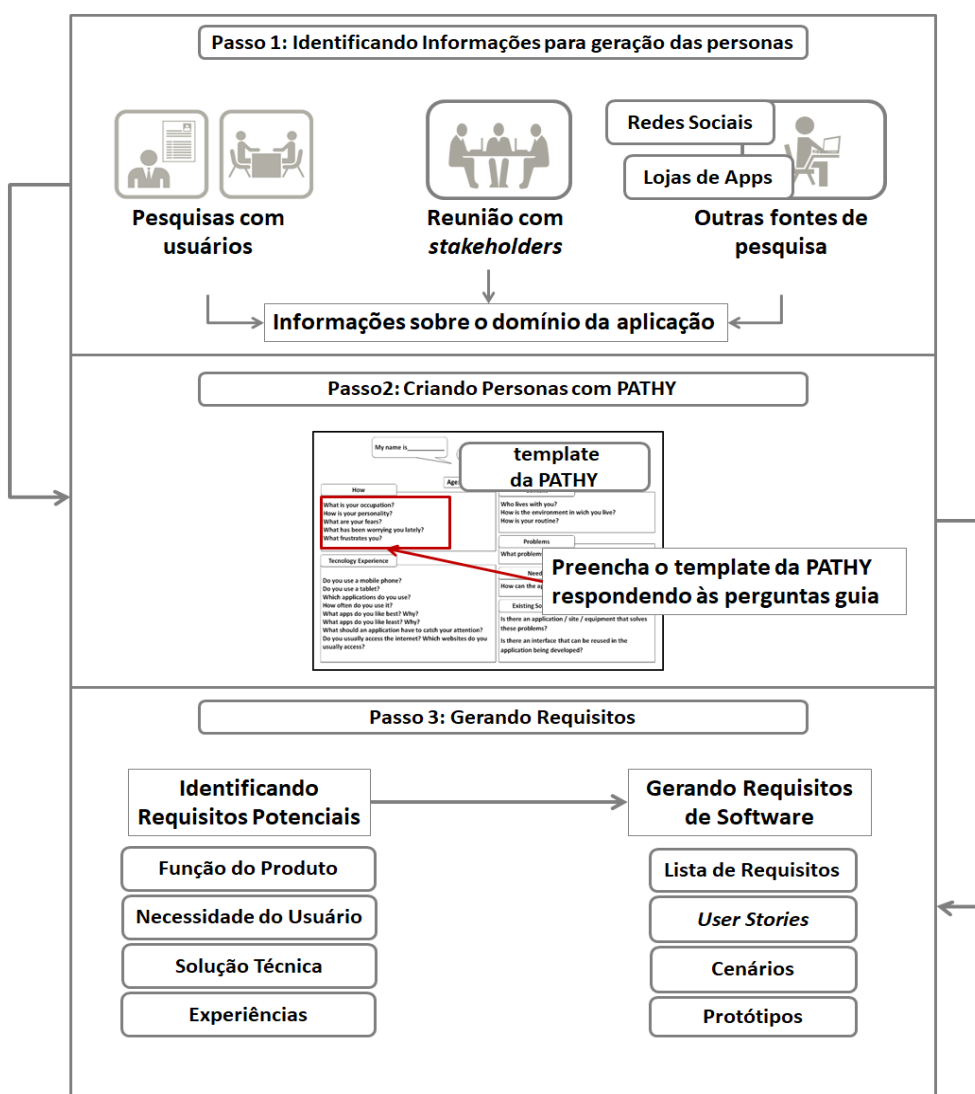 Passo 1: Identificando Informações para geração das personas
Redes Sociais
Lojas de Apps
Pesquisas com
usuários
Reunião com
stakeholders
Outras fontes de
pesquisa
Informações sobre o domínio da aplicação
Passo2: Criando Personas com PATHY
My name is__________
template
da PATHY
How
What is your occupation?
How is your personality?
What are your fears?
What has been worrying you lately?
What frustrates you?
Who lives with you?
How is the environment in wich you live?
How is your routine?
Problems
What problem
Preencha o template da PATHY
respondendo às perguntas guia
Tecnology Experience
Do you use a mobile phone?
Do you use a tablet?
Which applications do you use?
How often do you use it?
What apps do you like best? Why?
What apps do you like least? Why?
What should an application have to catch your attention?
Do you usually access the internet? Which websites do you
usually access?
Need
How can the ap
Existing So
Is there an application / site / equipment that solves
these problems?
Is there an interface that can be reused in the
application being developed?
Passo 3: Gerando Requisitos
Identificando
Requisitos Potenciais
Função do Produto
Necessidade do Usuário
Solução Técnica
Experiências
Gerando Requisitos
de Software
Lista de Requisitos
User Stories
Cenários
Protótipos